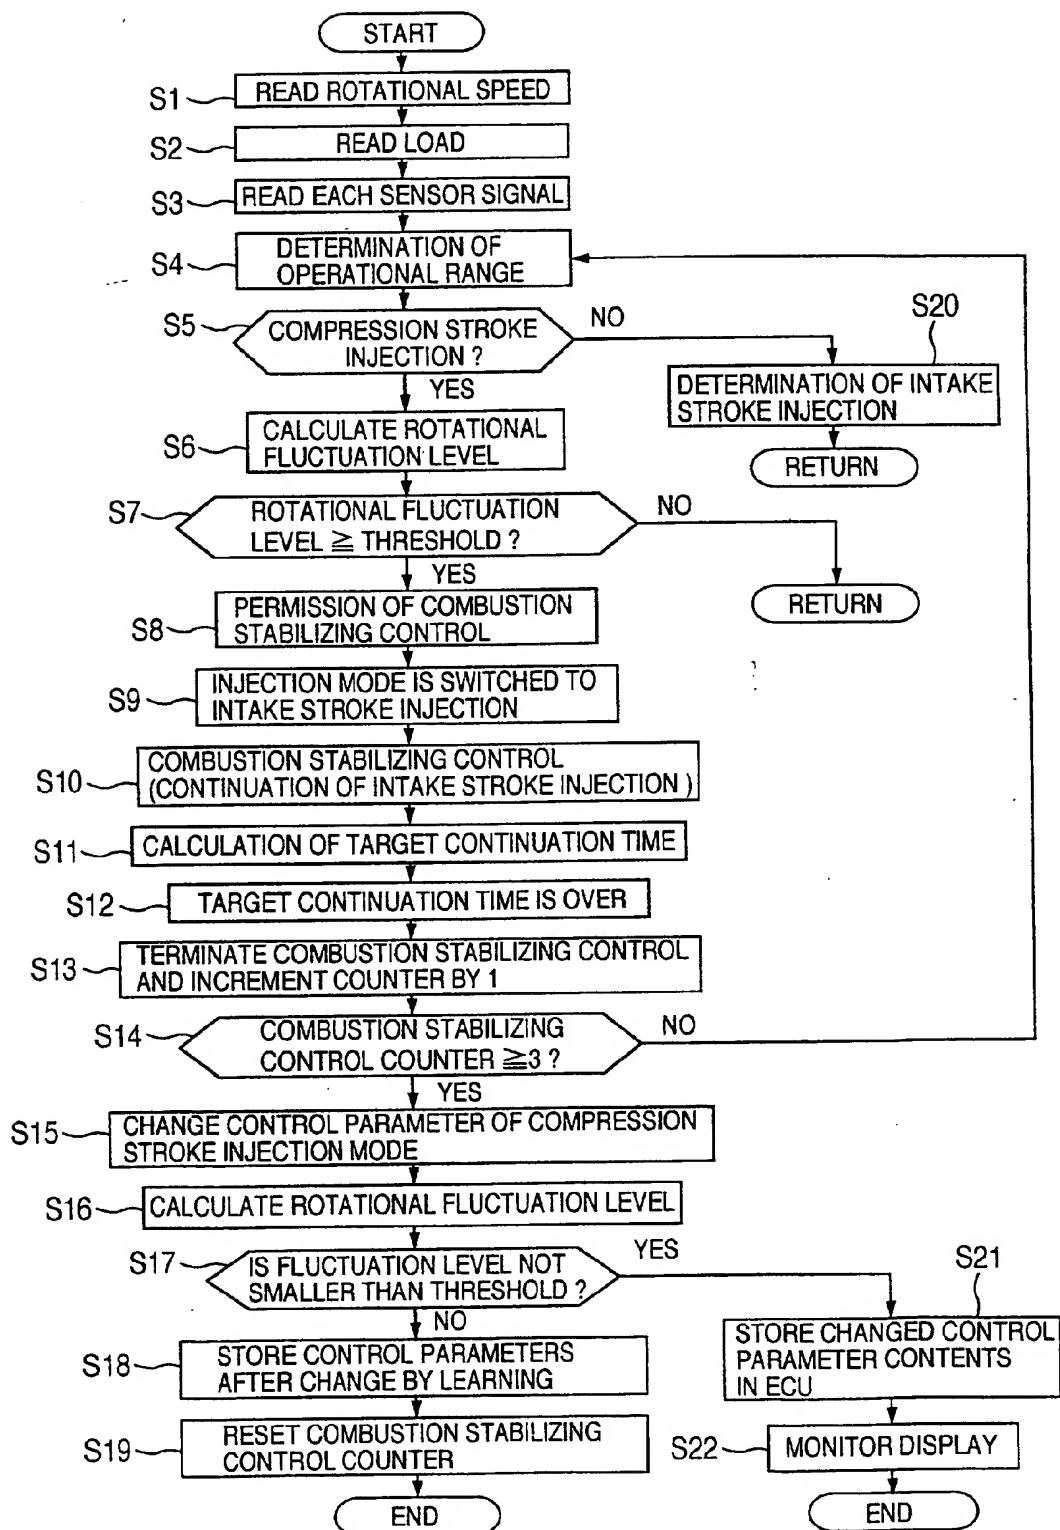 START
S1
READ ROTATIONAL SPEED
S2
READ LOAD
S3
READ EACH SENSOR SIGNAL
S4
DETERMINATION OF
OPERATIONAL RANGE
S5
COMPRESSION STROKE
INJECTION ?
NO
YES
S20
DETERMINATION OF INTAKE
STROKE INJECTION
RETURN
S6
CALCULATE ROTATIONAL
FLUCTUATION LEVEL
S7
ROTATIONAL FLUCTUATION
LEVEL ≧ THRESHOLD ?
NO
YES
RETURN
S8
PERMISSION OF COMBUSTION
STABILIZING CONTROL
S9
INJECTION MODE IS SWITCHED TO
INTAKE STROKE INJECTION
S10
COMBUSTION STABILIZING CONTROL
(CONTINUATION OF INTAKE STROKE INJECTION )
S11
CALCULATION OF TARGET CONTINUATION TIME
S12
TARGET CONTINUATION TIME IS OVER
S13
TERMINATE COMBUSTION STABILIZING CONTROL
AND INCREMENT COUNTER BY 1
S14
COMBUSTION STABILIZING
CONTROL COUNTER ≧3 ?
NO
YES
S15
CHANGE CONTROL PARAMETER OF COMPRESSION
STROKE INJECTION MODE
S16
CALCULATE ROTATIONAL FLUCTUATION LEVEL
S17
IS FLUCTUATION LEVEL NOT
SMALLER THAN THRESHOLD ?
YES
NO
S18
STORE CONTROL PARAMETERS
AFTER CHANGE BY LEARNING
S19
RESET COMBUSTION STABILIZING
CONTROL COUNTER
END
S21
STORE CHANGED CONTROL
PARAMETER CONTENTS
IN ECU
S22
MONITOR DISPLAY
END